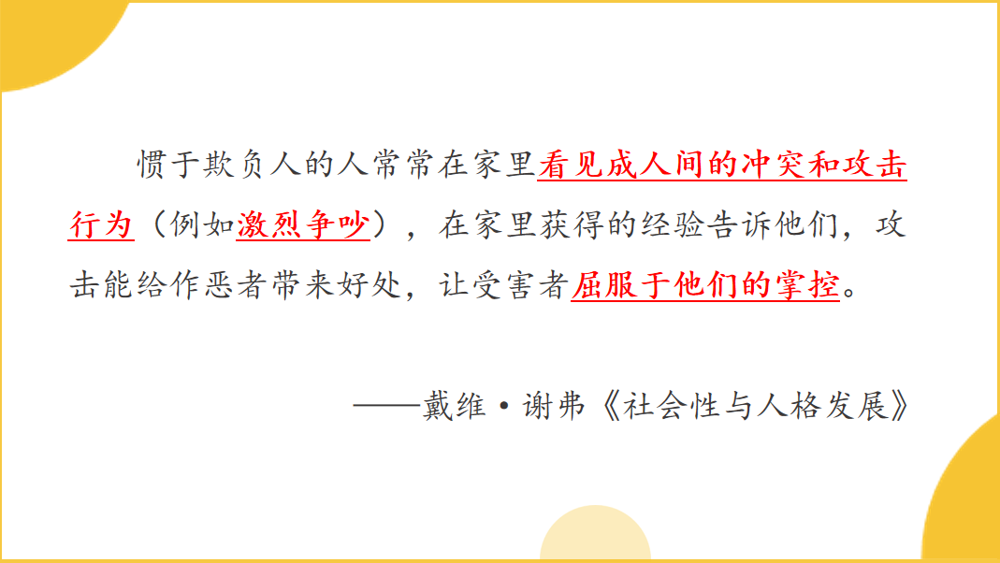 惯于欺负人的人常常在家里看见成人间的冲突和攻击
行为（例如激烈争吵），在家里获得的经验告诉他们，攻
击能给作恶者带来好处，让受害者屈服于他们的掌控。
——戴维·谢弗《社会性与人格发展》